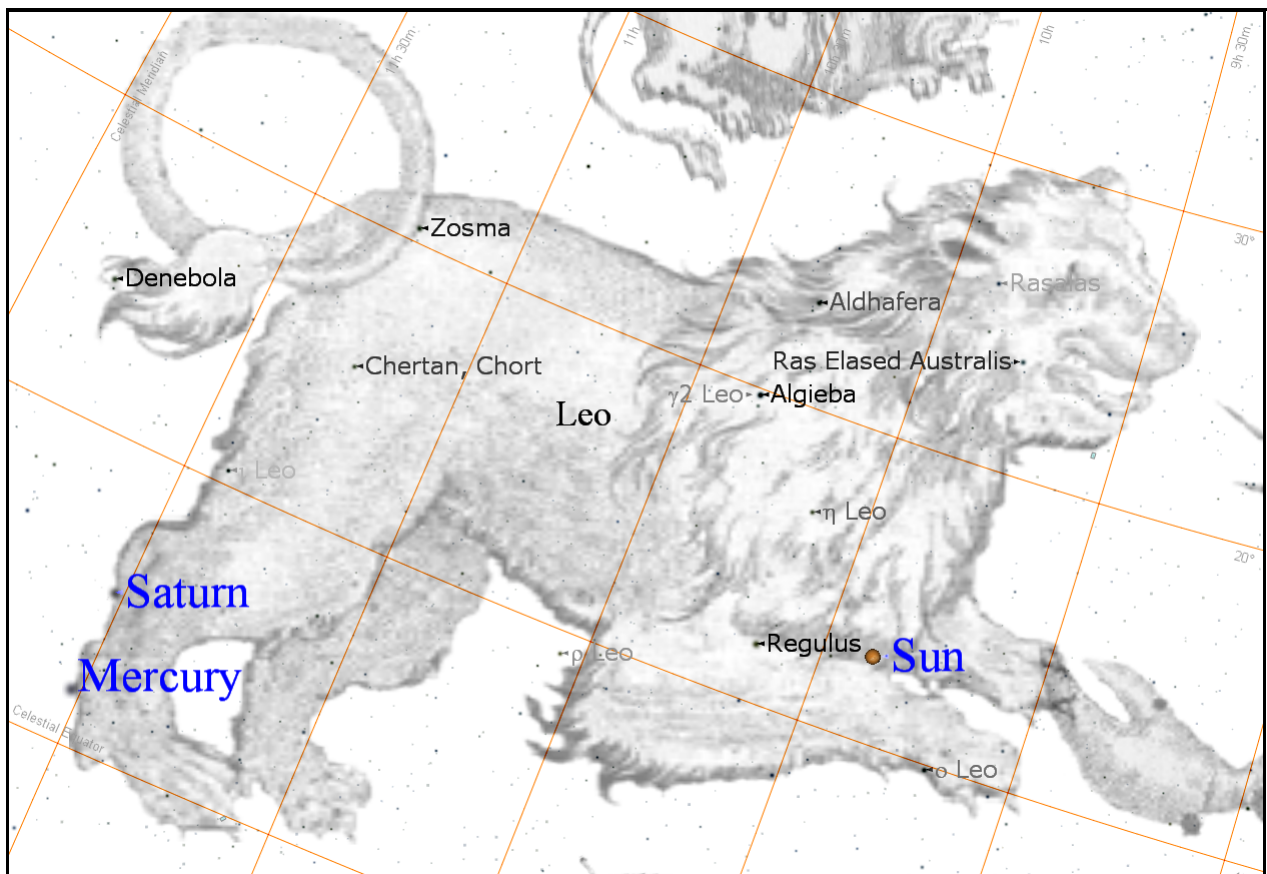 Celestial Meridian
11h 30m
11h
10h 30m
10h
9h 30m
Zosma
30°
Denebola
Rasalas
Aldhafera
Ras Elased Australis
Chertan, Chort
γ2 Leo
Algieba
Leo
ι Leo
η Leo
20°
Saturn
Regulus
Sun
ρ Leo
Mercury
Celestial Equator
ο Leo